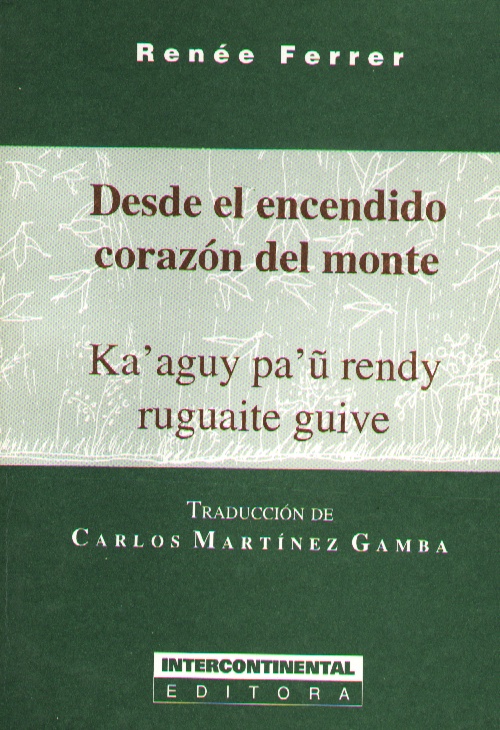 Renée Ferrer
Desde el encendido
corazón del monte
Ka'aguy pa'ũ rendy
ruguaite guive
TRADUCCIÓN DE
CARLOS MARTÍNEZ GAMBA
INTERCONTINENTAL
EDITORA